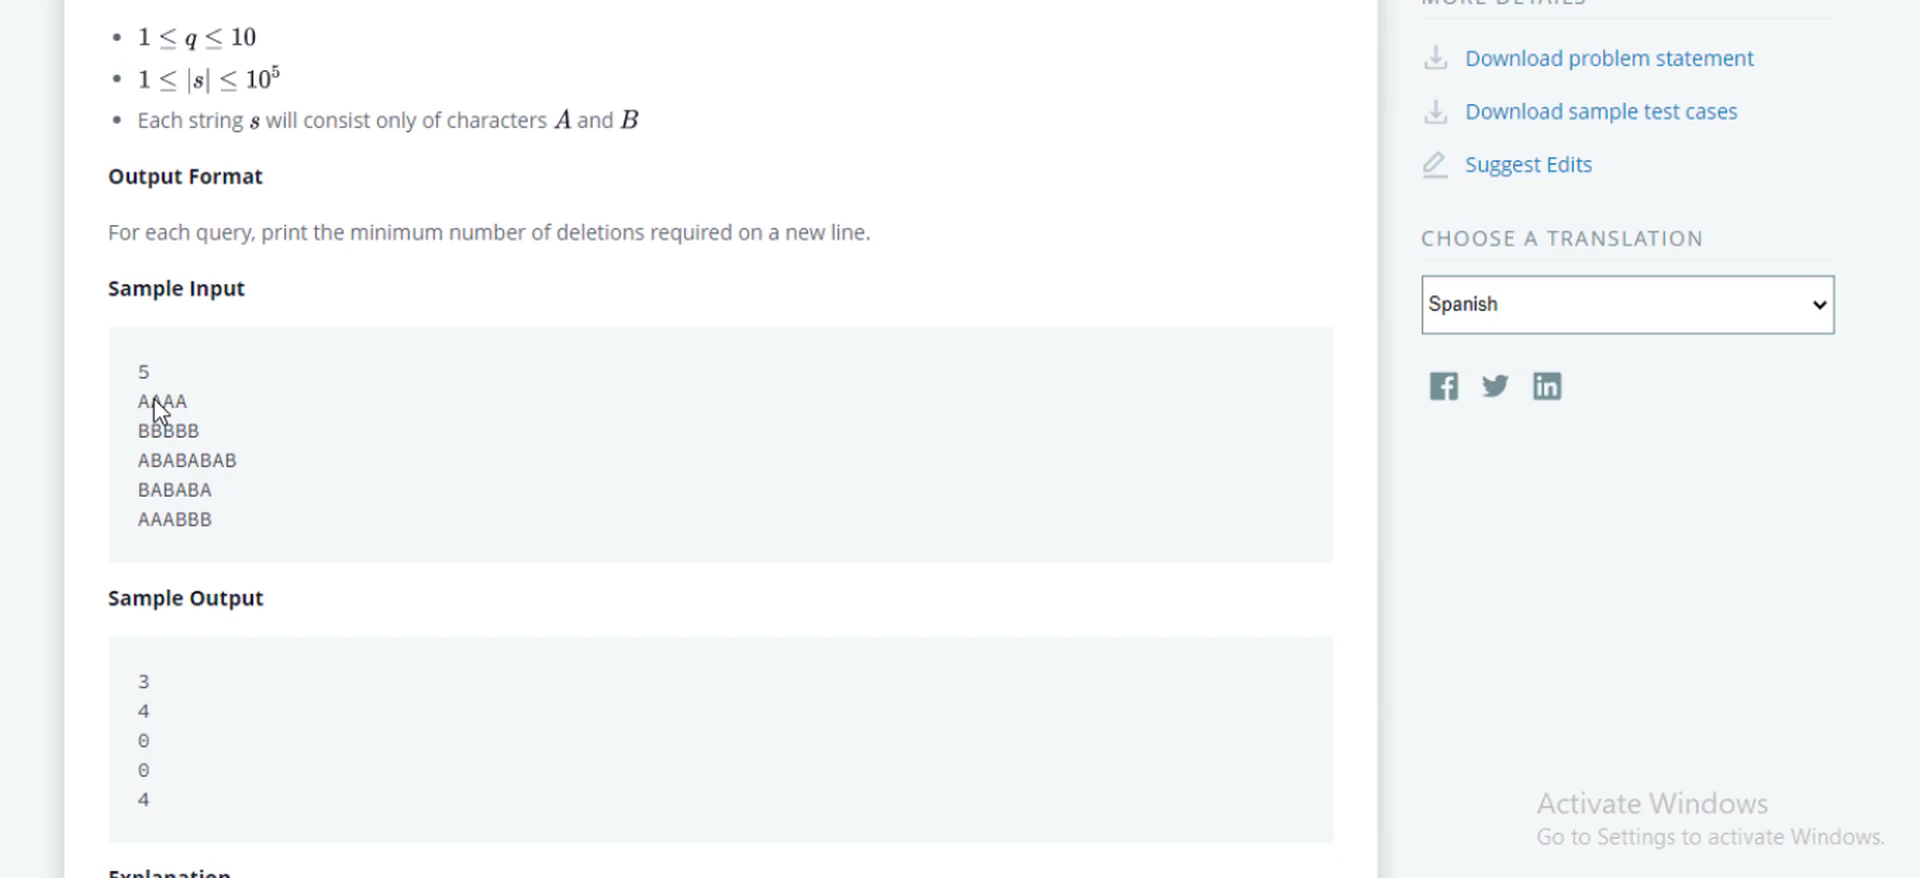 MORE DETAILS
1 ≤ q ≤ 10
1 ≤ |s| ≤ 10⁵
Each string s will consist only of characters A and B
Output Format
For each query, print the minimum number of deletions required on a new line.
Sample Input
5
AAAA
BBBBB
ABABABAB
BABABA
AAABBB
Sample Output
3
4
0
0
4
Explanation
Download problem statement
Download sample test cases
Suggest Edits
CHOOSE A TRANSLATION
Spanish
Activate Windows
Go to Settings to activate Windows.